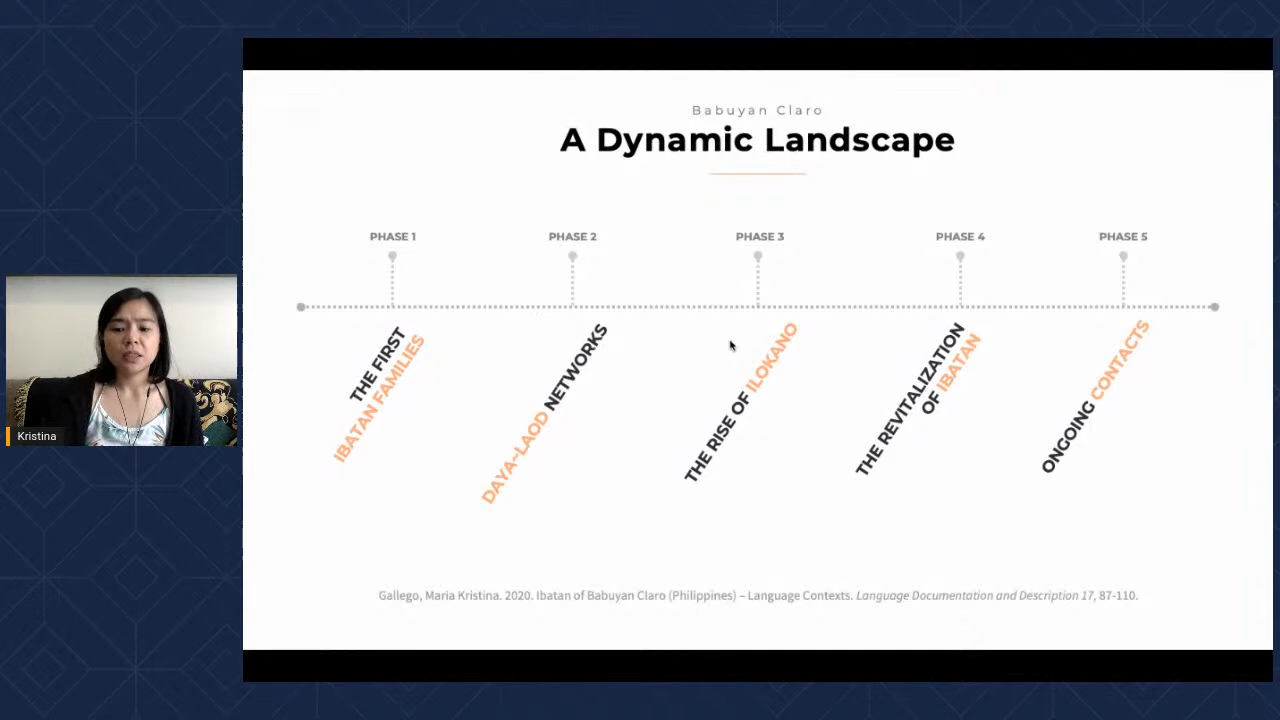 Babuyan Claro
A Dynamic Landscape
PHASE 1
PHASE 2
PHASE 3
PHASE 4
PHASE 5
THE FIRST
IBATAN FAMILIES
DAYA~LAOD NETWORKS
THE RISE OF ILOKANO
THE REVITALIZATION
OF IBATAN
ONGOING CONTACTS
Kristina
Gallego, Maria Kristina. 2020. Ibatan of Babuyan Claro (Philippines) – Language Contexts. Language Documentation and Description 17, 87-110.